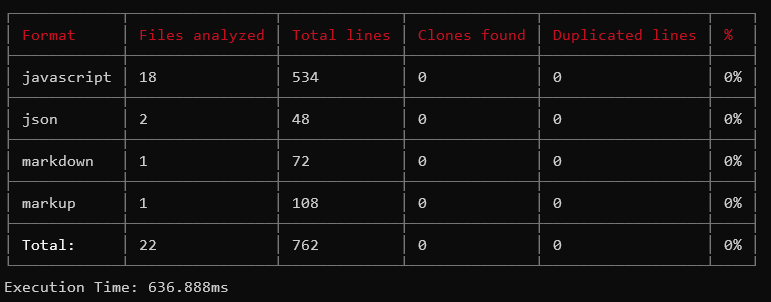 Format Files analyzed Total lines Clones found Duplicated lines %
javascript 18 534 0 0 0%
json 2 48 0 0 0%
markdown 1 72 0 0 0%
markup 1 108 0 0 0%
Total: 22 762 0 0 0%
Execution Time: 636.888ms